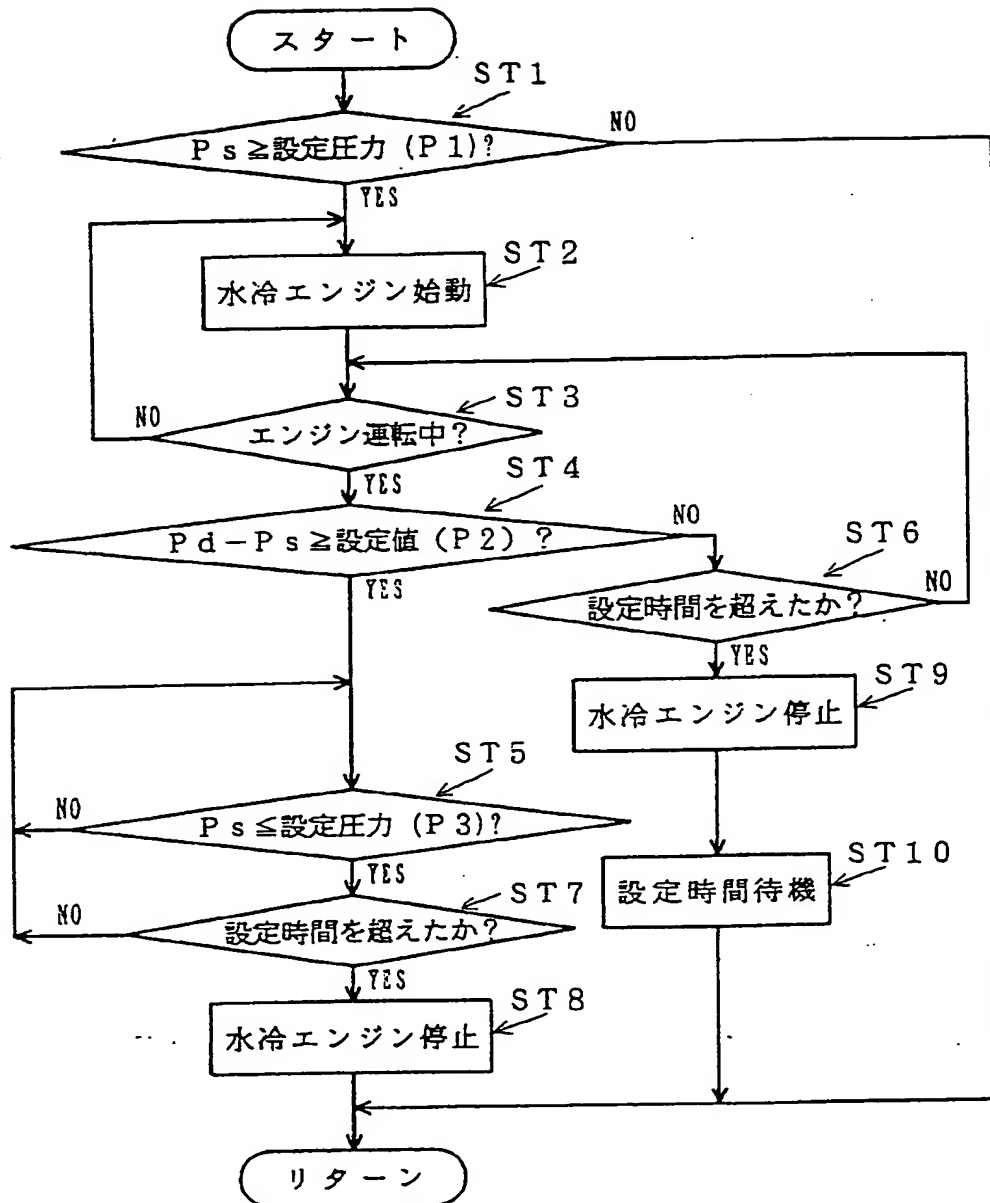 スタート
ST1
Ps≧設定圧力(P1)?
NO
YES
ST2
水冷エンジン始動
ST3
NO
エンジン運転中?
YES
ST4
Pd-Ps≧設定値(P2)?
NO
YES
ST6
設定時間を超えたか?
NO
YES
ST9
水冷エンジン停止
ST5
NO
Ps≦設定圧力(P3)?
YES
ST10
設定時間待機
ST7
NO
設定時間を超えたか?
YES
ST8
水冷エンジン停止
リターン